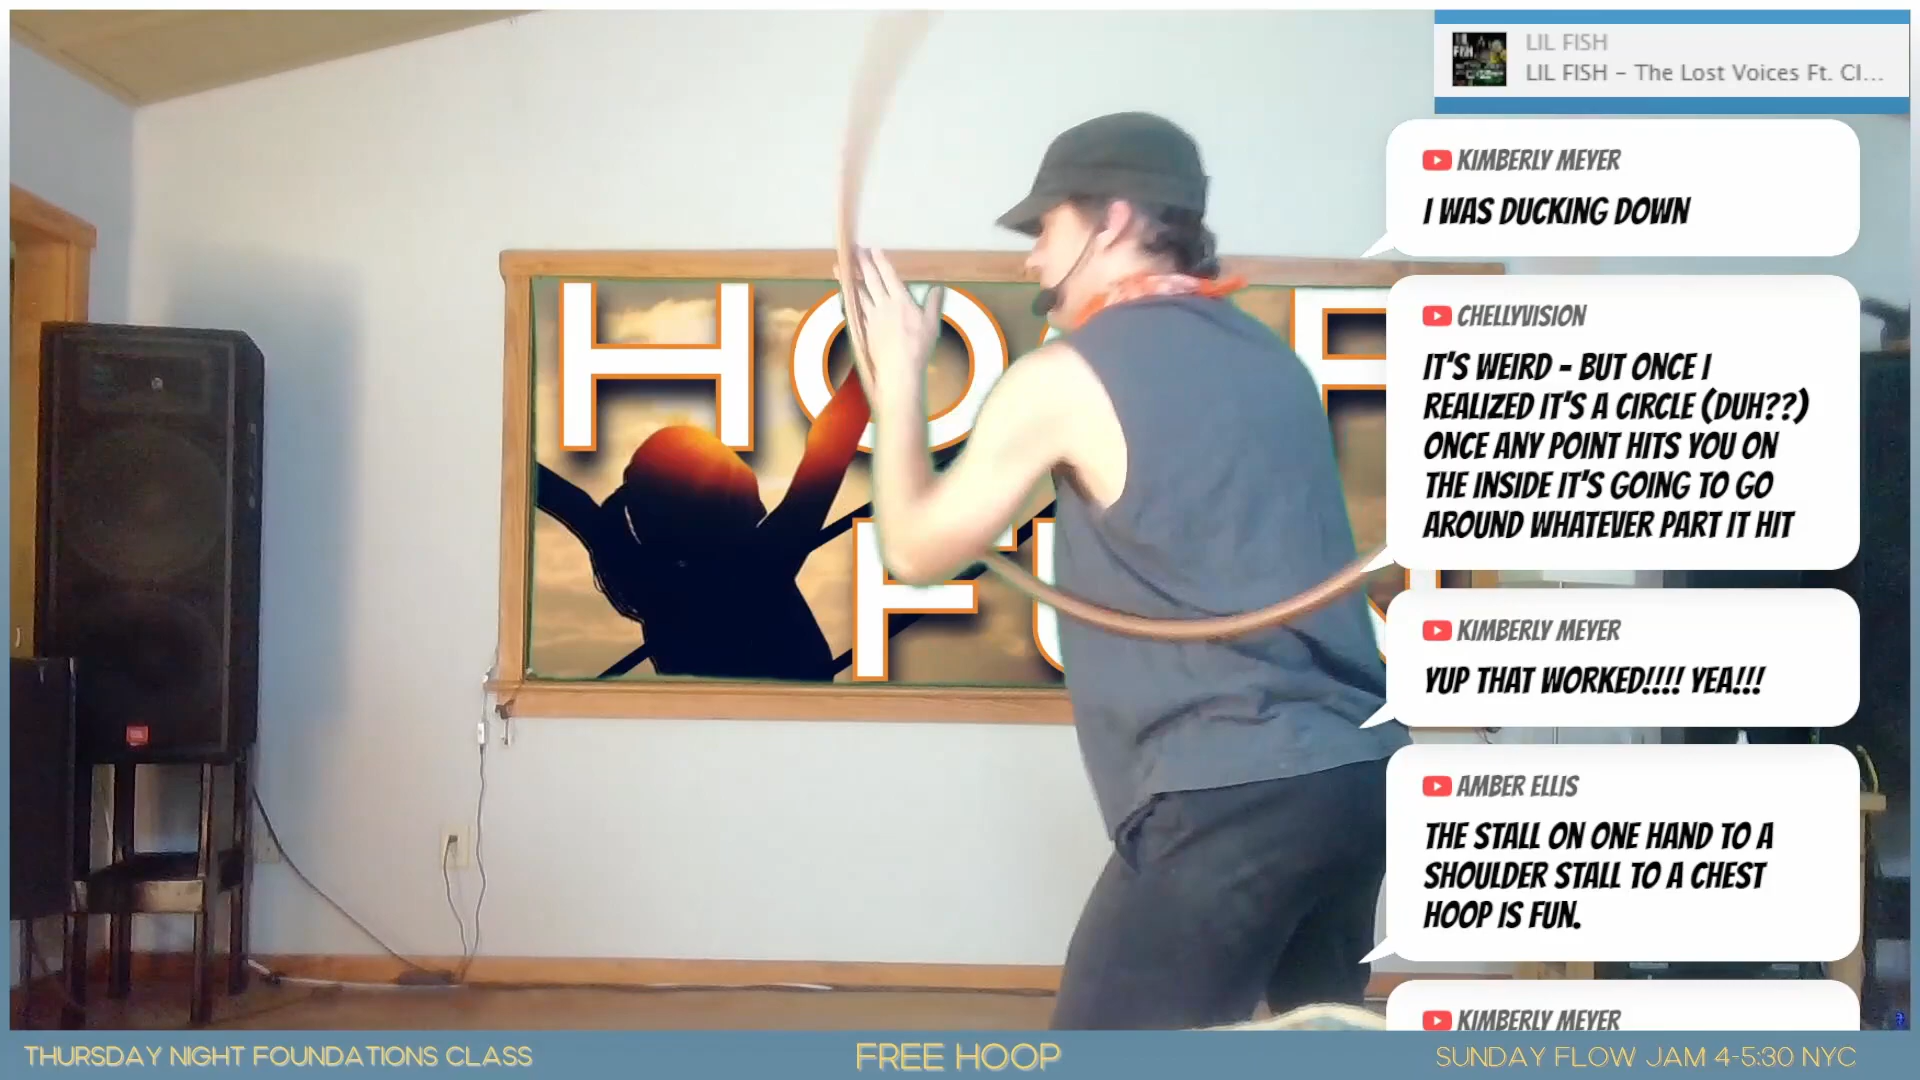 LIL FISH
LIL FISH - The Lost Voices Ft. Cl...
KIMBERLY MEYER
I WAS DUCKING DOWN
CHELLYVISION
IT'S WEIRD - BUT ONCE I
REALIZED IT'S A CIRCLE (DUH??)
ONCE ANY POINT HITS YOU ON
THE INSIDE IT'S GOING TO GO
AROUND WHATEVER PART IT HIT
KIMBERLY MEYER
YUP THAT WORKED!!!! YEA!!!
AMBER ELLIS
THE STALL ON ONE HAND TO A
SHOULDER STALL TO A CHEST
HOOP IS FUN.
KIMBERLY MEYER
THURSDAY NIGHT FOUNDATIONS CLASS
FREE HOOP
SUNDAY FLOW JAM 4-5:30 NYC